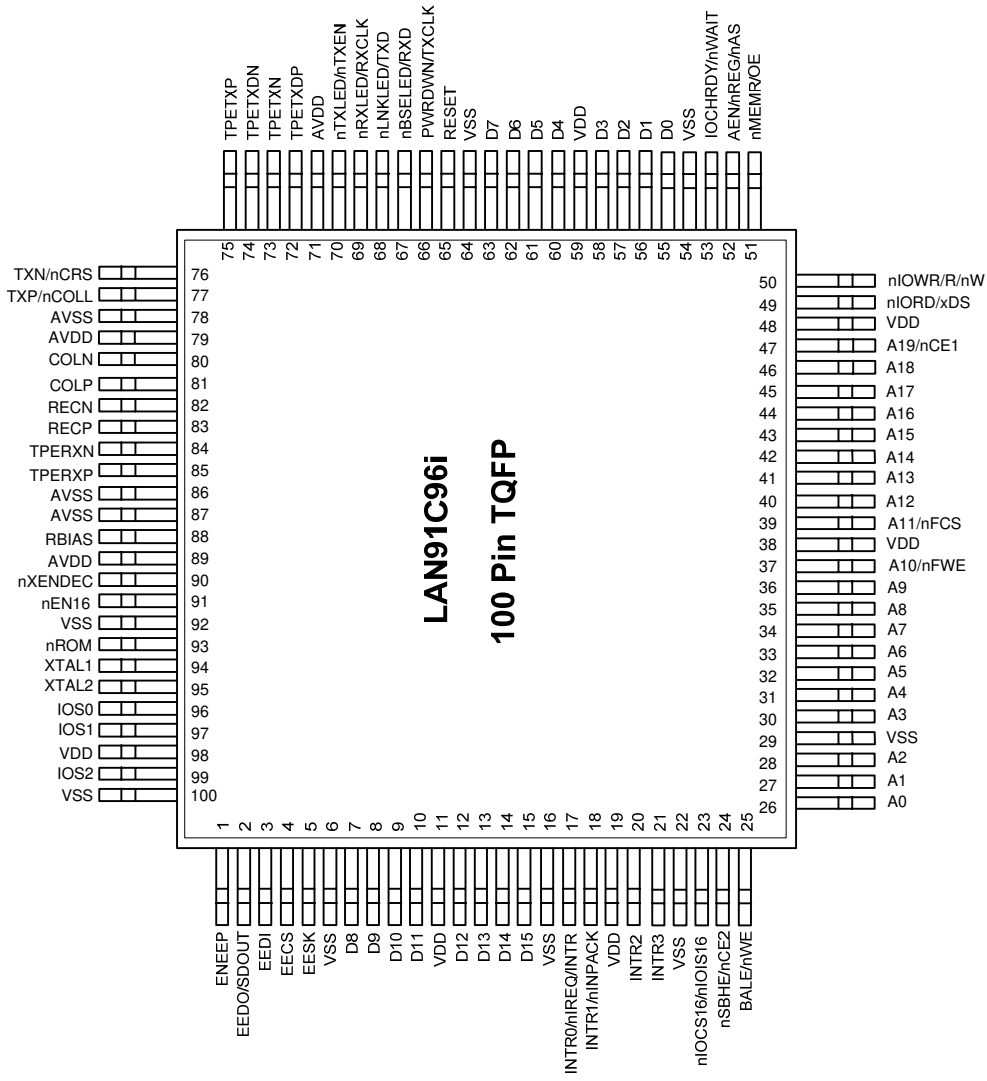 TPETXP
TPETXDN
TPETXN
TPETXDP
AVDD
nTXLED/nTXEN
nRXLED/RXCLK
nLNKLED/TXD
nBSELED/RXD
PWRDWN/TXCLK
RESET
VSS
D7
D6
D5
D4
VDD
D3
D2
D1
D0
VSS
IOCHRDY/nWAIT
AEN/nREG/nAS
nMEMR/OE
75
74
73
72
71
70
69
68
67
66
65
64
63
62
61
60
59
58
57
56
55
54
53
52
51
TXN/nCRS 76
TXP/nCOLL 77
AVSS 78
AVDD 79
COLN 80
COLP 81
RECN 82
RECP 83
TPERXN 84
TPERXP 85
AVSS 86
AVSS 87
RBIAS 88
AVDD 89
nXENDEC 90
nEN16 91
VSS 92
nROM 93
XTAL1 94
XTAL2 95
IOS0 96
IOS1 97
VDD 98
IOS2 99
VSS 100
LAN91C96i
100 Pin TQFP
50 nIOWR/R/nW
49 nIORD/xDS
48 VDD
47 A19/nCE1
46 A18
45 A17
44 A16
43 A15
42 A14
41 A13
40 A12
39 A11/nFCS
38 VDD
37 A10/nFWE
36 A9
35 A8
34 A7
33 A6
32 A5
31 A4
30 A3
29 VSS
28 A2
27 A1
26 A0
1
2
3
4
5
6
7
8
9
10
11
12
13
14
15
16
17
18
19
20
21
22
23
24
25
ENEEP
EEDO/SDOUT
EEDI
EECS
EESK
VSS
D8
D9
D10
D11
VDD
D12
D13
D14
D15
VSS
INTR0/nIREQ/INTR
INTR1/nINPACK
VDD
INTR2
INTR3
VSS
nIOCS16/nIOIS16
nSBHE/nCE2
BALE/nWE